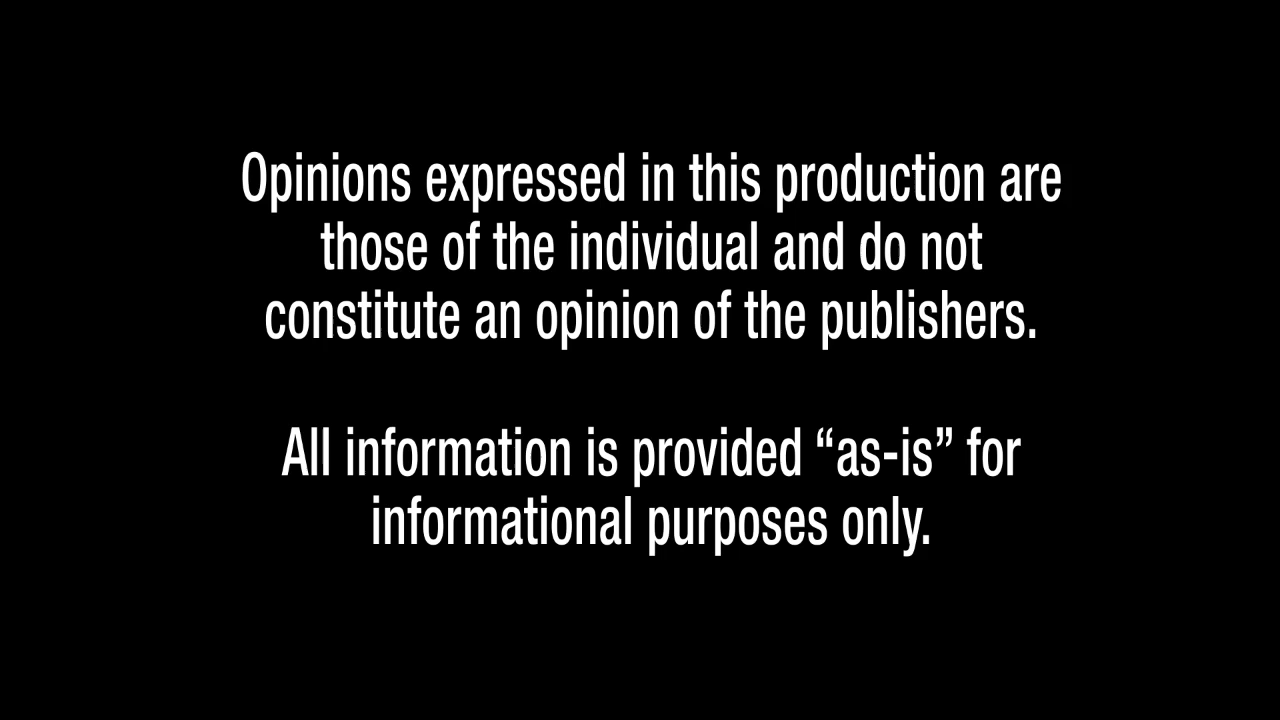 Opinions expressed in this production are
those of the individual and do not
constitute an opinion of the publishers.
All information is provided “as-is” for
informational purposes only.